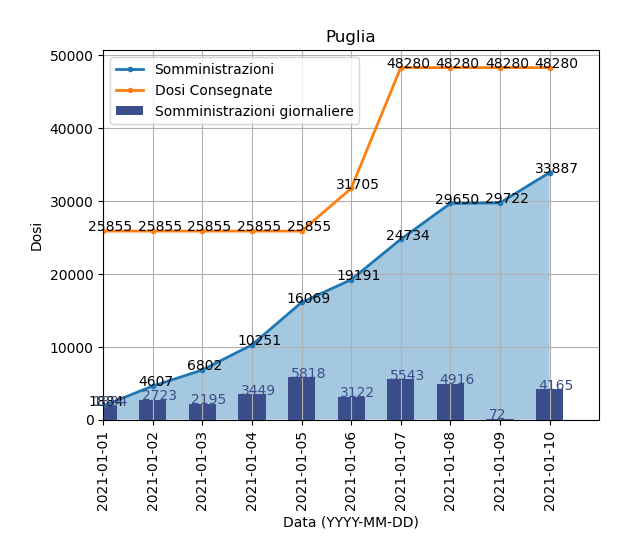 Puglia
Somministrazioni
Dosi Consegnate
Somministrazioni giornaliere
50000
40000
30000
20000
10000
0
Dosi
48280 48280 48280 48280
31705
25855 25855 25855 25855 25855
33887
29650 29722
24734
19191
16069
10251
6802
4607
1884
2723 2195 3449 5818 3122 5543 4916 72 4165
2021-01-01
2021-01-02
2021-01-03
2021-01-04
2021-01-05
2021-01-06
2021-01-07
2021-01-08
2021-01-09
2021-01-10
Data (YYYY-MM-DD)